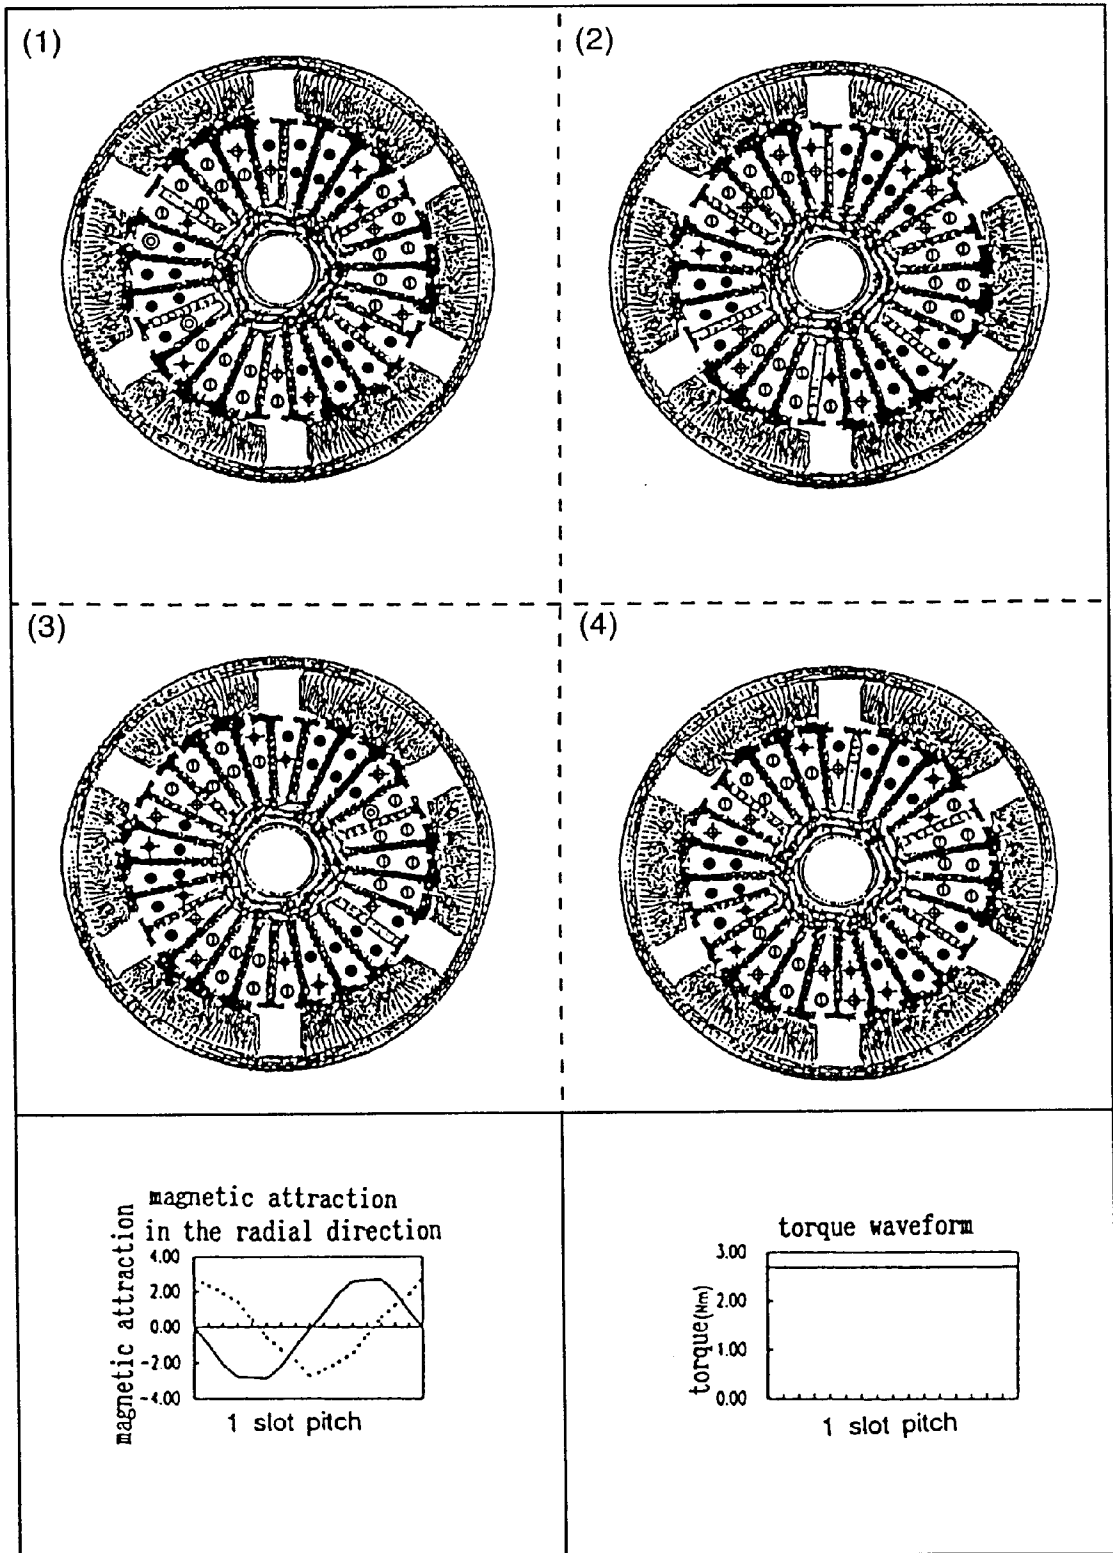 (1)
(2)
(3)
(4)
magnetic attraction
in the radial direction
magnetic attraction
4.00
2.00
0.00
-2.00
-4.00
1 slot pitch
torque waveform
torque(Nm)
3.00
2.00
1.00
0.00
1 slot pitch